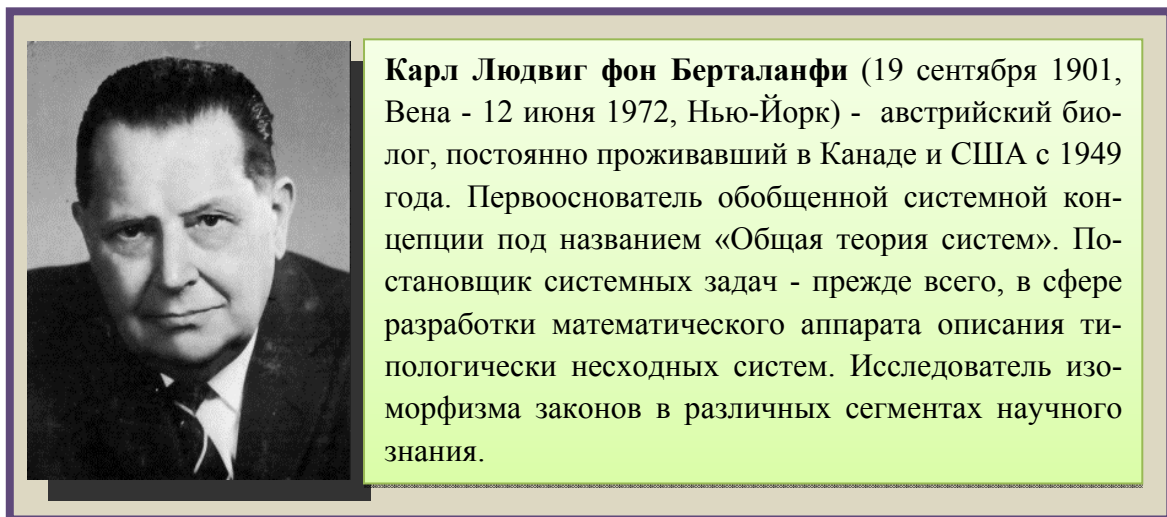 Карл Людвиг фон Берталанфи (19 сентября 1901,
Вена - 12 июня 1972, Нью-Йорк) - австрийский био-
лог, постоянно проживавший в Канаде и США с 1949
года. Первооснователь обобщенной системной кон-
цепции под названием «Общая теория систем». По-
становщик системных задач - прежде всего, в сфере
разработки математического аппарата описания ти-
пологически несходных систем. Исследователь изо-
морфизма законов в различных сегментах научного
знания.